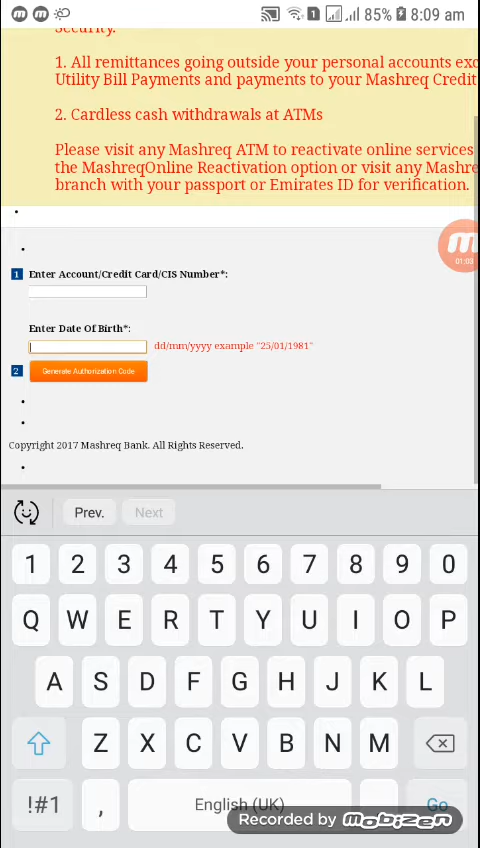 85% 8:09 am
Security.
1. All remittances going outside your personal accounts exc
Utility Bill Payments and payments to your Mashreq Credit
2. Cardless cash withdrawals at ATMs
Please visit any Mashreq ATM to reactivate online services
the MashreqOnline Reactivation option or visit any Mashre
branch with your passport or Emirates ID for verification.
01:03
1 Enter Account/Credit Card/CIS Number*:
Enter Date Of Birth*:
dd/mm/yyyy example "25/01/1981"
2 Generate Authorization Code
Copyright 2017 Mashreq Bank. All Rights Reserved.
Prev. Next
1 2 3 4 5 6 7 8 9 0
Q W E R T Y U I O P
A S D F G H J K L
Z X C V B N M
!#1 , English (UK) Go
Recorded by mobizen